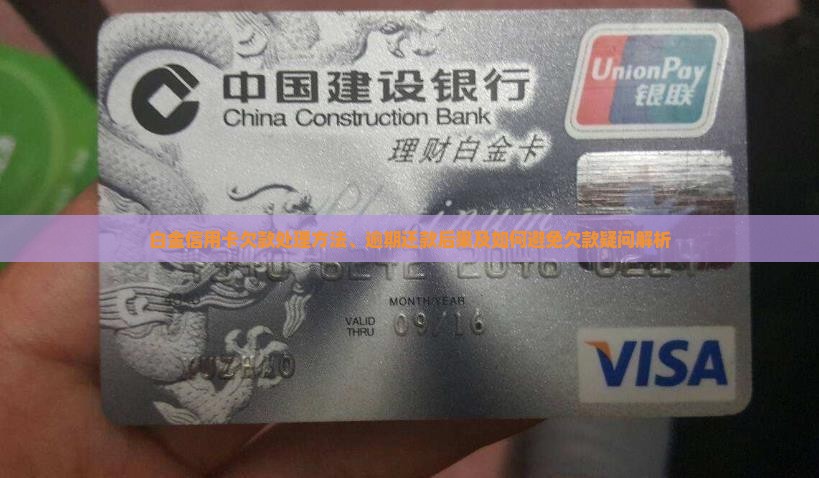 中国建设银行
China Construction Bank
理财白金卡
UnionPay
银联
Platinum
白金信用卡欠款处理方法、逾期还款后果及如何避免欠款疑问解析
MONTH/YEAR
VALID
THRU
09/16
VISA